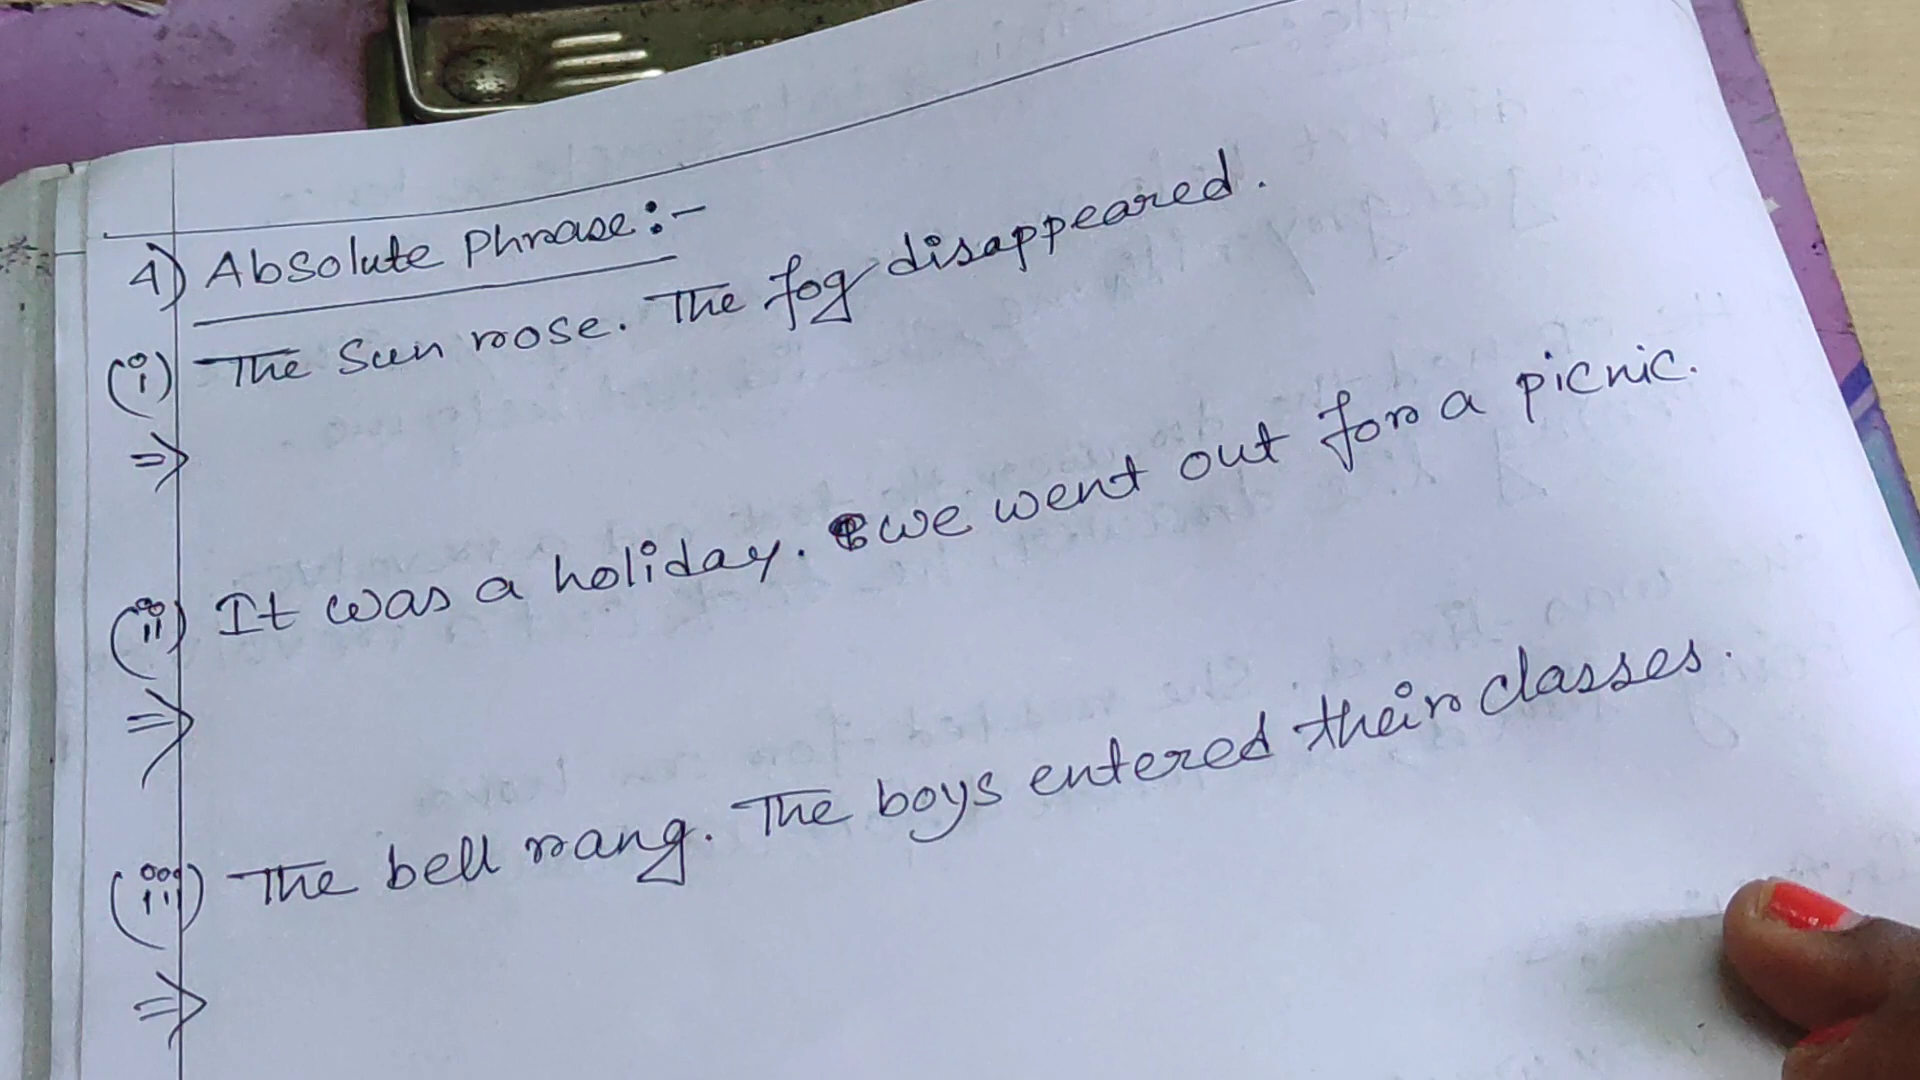 4) Absolute Phrase:-
(i) The Sun rose. The fog disappeared.
⇒
(ii) It was a holiday. we went out for a picnic.
⇒
(iii) The bell rang. The boys entered their classes.
⇒